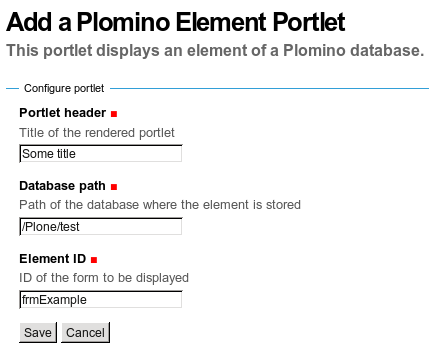 Add a Plomino Element Portlet
This portlet displays an element of a Plomino database.
Configure portlet
Portlet header
Title of the rendered portlet
Some title
Database path
Path of the database where the element is stored
/Plone/test
Element ID
ID of the form to be displayed
frmExample
Save Cancel